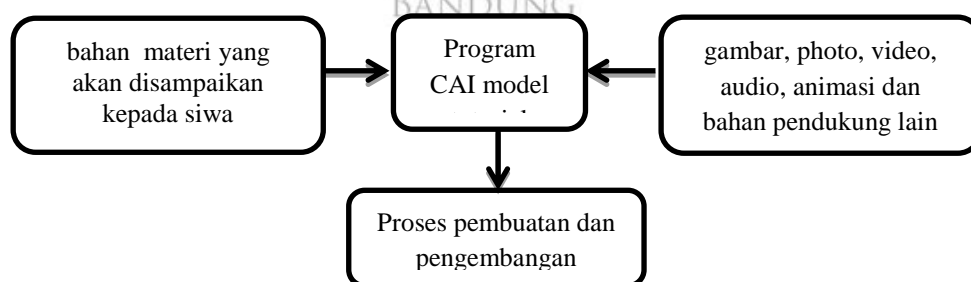 BANDUNG
bahan materi yang
akan disampaikan
kepada siwa
Program
CAI model
gambar, photo, video,
audio, animasi dan
bahan pendukung lain
Proses pembuatan dan
pengembangan